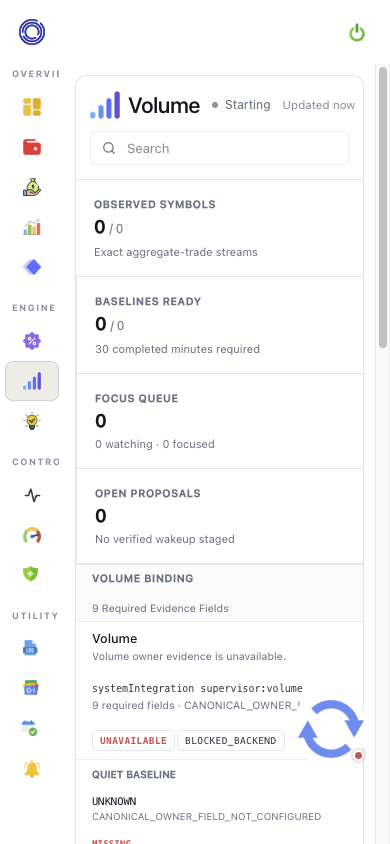 OVERVI
Volume
Starting
Updated now
Search
OBSERVED SYMBOLS
0 / 0
Exact aggregate-trade streams
ENGINE
BASELINES READY
0 / 0
30 completed minutes required
FOCUS QUEUE
0
0 watching · 0 focused
CONTRO
OPEN PROPOSALS
0
No verified wakeup staged
VOLUME BINDING
9 Required Evidence Fields
UTILITY
Volume
Volume owner evidence is unavailable.
systemIntegration supervisor:volume
9 required fields · CANONICAL_OWNER_
UNAVAILABLE
BLOCKED_BACKEND
QUIET BASELINE
UNKNOWN
CANONICAL_OWNER_FIELD_NOT_CONFIGURED
MISSING